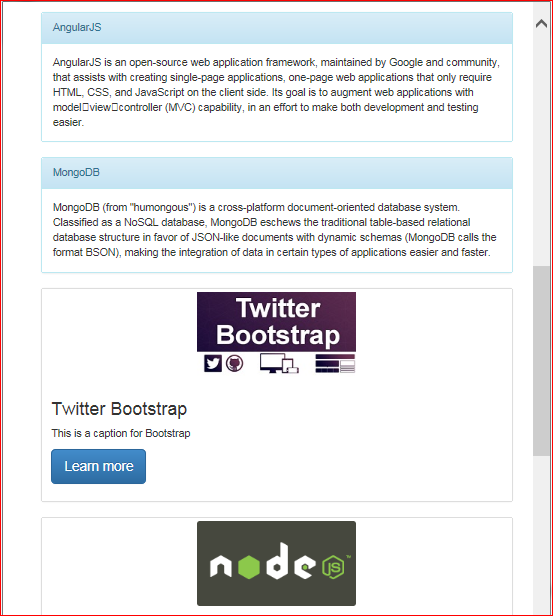 AngularJS
AngularJS is an open-source web application framework, maintained by Google and community,
that assists with creating single-page applications, one-page web applications that only require
HTML, CSS, and JavaScript on the client side. Its goal is to augment web applications with
model□view□controller (MVC) capability, in an effort to make both development and testing
easier.
MongoDB
MongoDB (from "humongous") is a cross-platform document-oriented database system.
Classified as a NoSQL database, MongoDB eschews the traditional table-based relational
database structure in favor of JSON-like documents with dynamic schemas (MongoDB calls the
format BSON), making the integration of data in certain types of applications easier and faster.
Twitter
Bootstrap
Twitter Bootstrap
This is a caption for Bootstrap
Learn more
node JS™